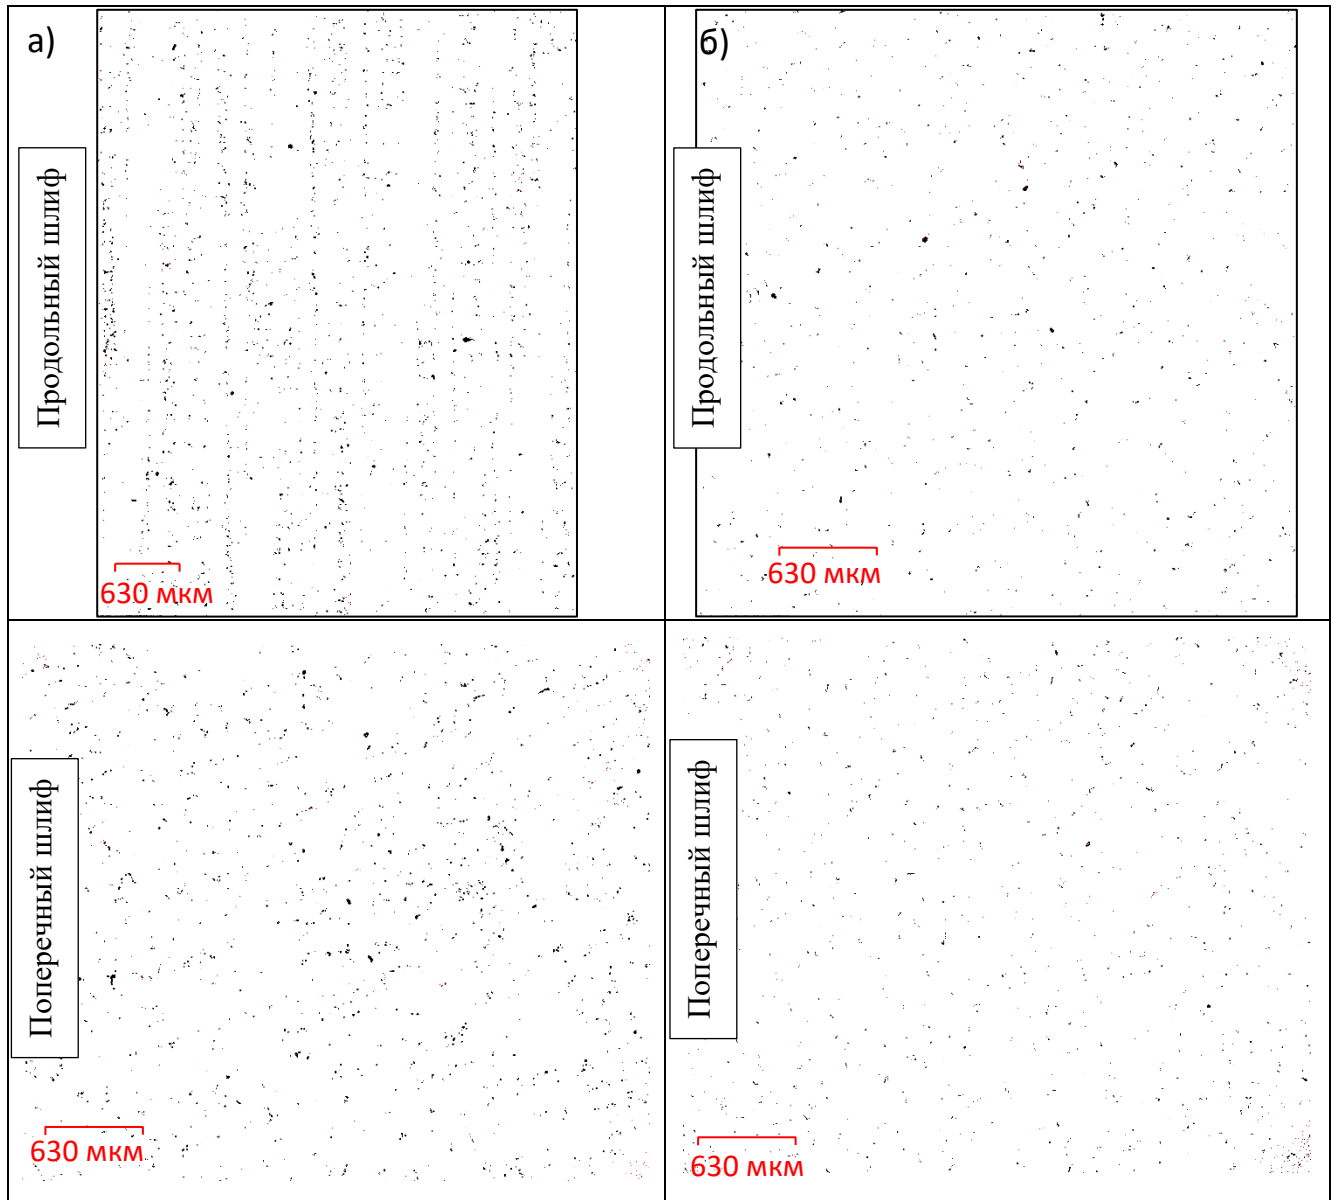 а)
Продольный шлиф
630 мкм
б)
Продольный шлиф
630 мкм
Поперечный шлиф
630 мкм
Поперечный шлиф
630 мкм